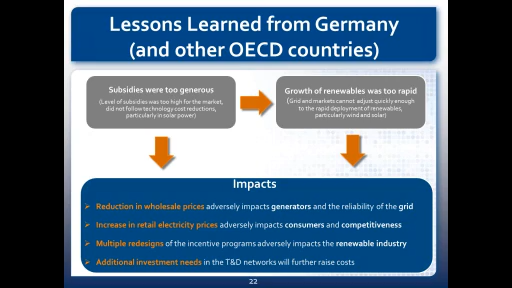 Lessons Learned from Germany
(and other OECD countries)
Subsidies were too generous
(Level of subsidies was too high for the market,
did not follow technology cost reductions,
particularly in solar power)
Growth of renewables was too rapid
(Grid and markets cannot adjust quickly enough
to the rapid deployment of renewables,
particularly wind and solar)
Impacts
Reduction in wholesale prices adversely impacts generators and the reliability of the grid
Increase in retail electricity prices adversely impacts consumers and competitiveness
Multiple redesigns of the incentive programs adversely impacts the renewable industry
Additional investment needs in the T&D networks will further raise costs
22